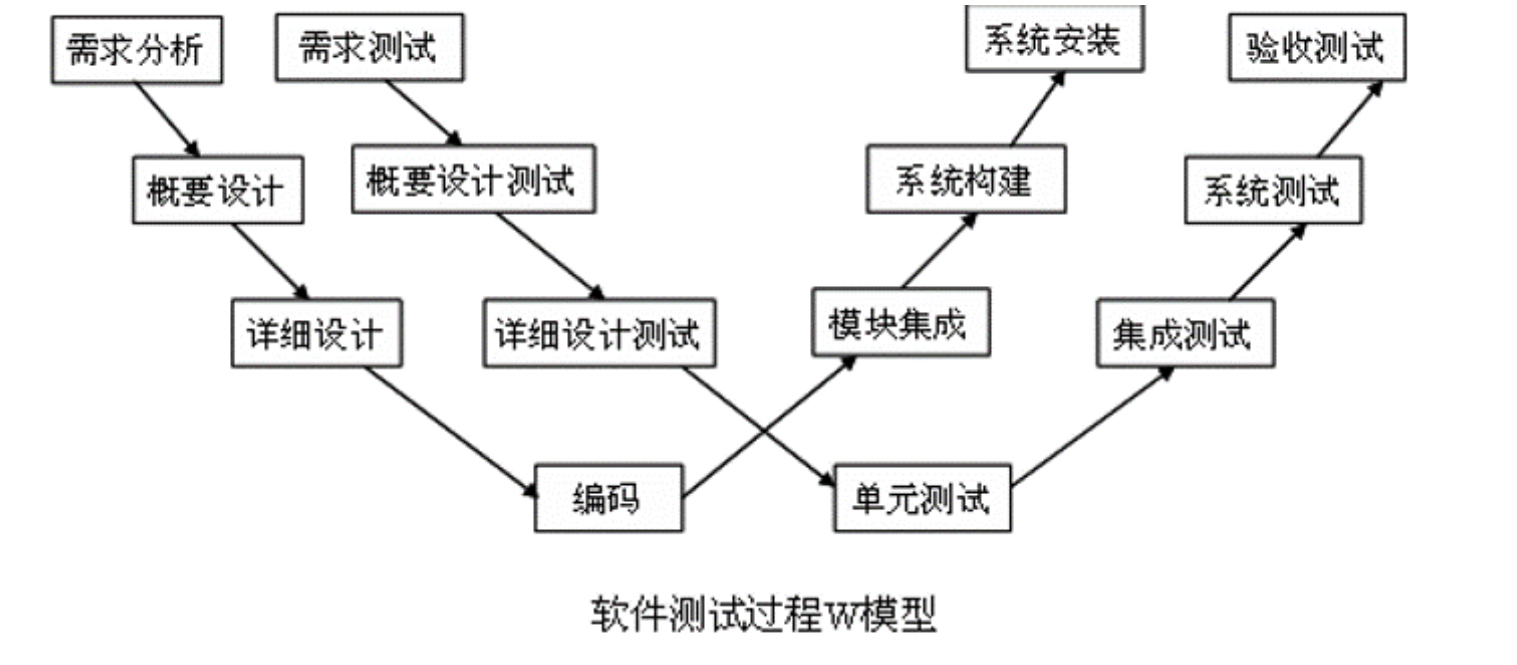 需求分析
需求测试
系统安装
验收测试
概要设计
概要设计测试
系统构建
系统测试
详细设计
详细设计测试
模块集成
集成测试
编码
单元测试
软件测试过程W模型